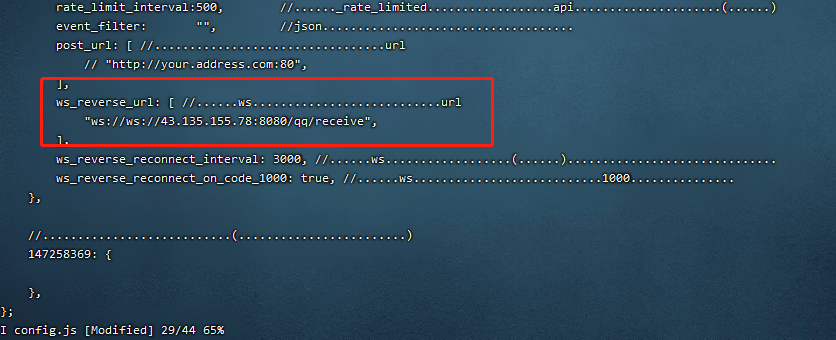 rate_limit_interval:500, //......_rate_limited..................api....................(......)
event_filter: "", //json....................................
post_url: [ //.................................url
// "http://your.address.com:80",
],
ws_reverse_url: [ //......ws...........................url
"ws://ws://43.135.155.78:8080/qq/receive",
],
ws_reverse_reconnect_interval: 3000, //......ws..................(......)..............................
ws_reverse_reconnect_on_code_1000: true, //......ws...........................1000...............
},
//...........................(........................)
147258369: {
},
};
I config.js [Modified] 29/44 65%